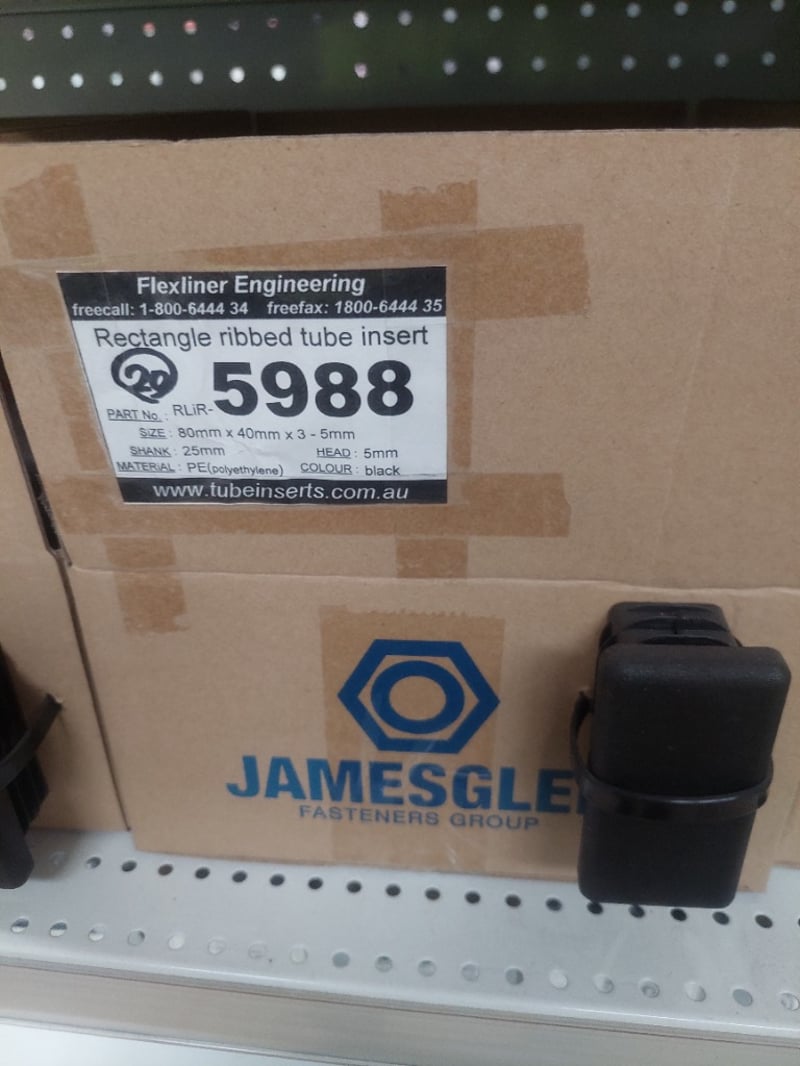 Flexliner Engineering
freecall: 1-800-6444 34 freefax: 1800-6444 35
Rectangle ribbed tube insert
20
PART No. : RLiR-5988
SiZE : 80mm x 40mm x 3 - 5mm
SHANK : 25mm HEAD : 5mm
MATERiAL : PE(polyethylene) COLOUR : black
www.tubeinserts.com.au
JAMESGLE
FASTENERS GROUP